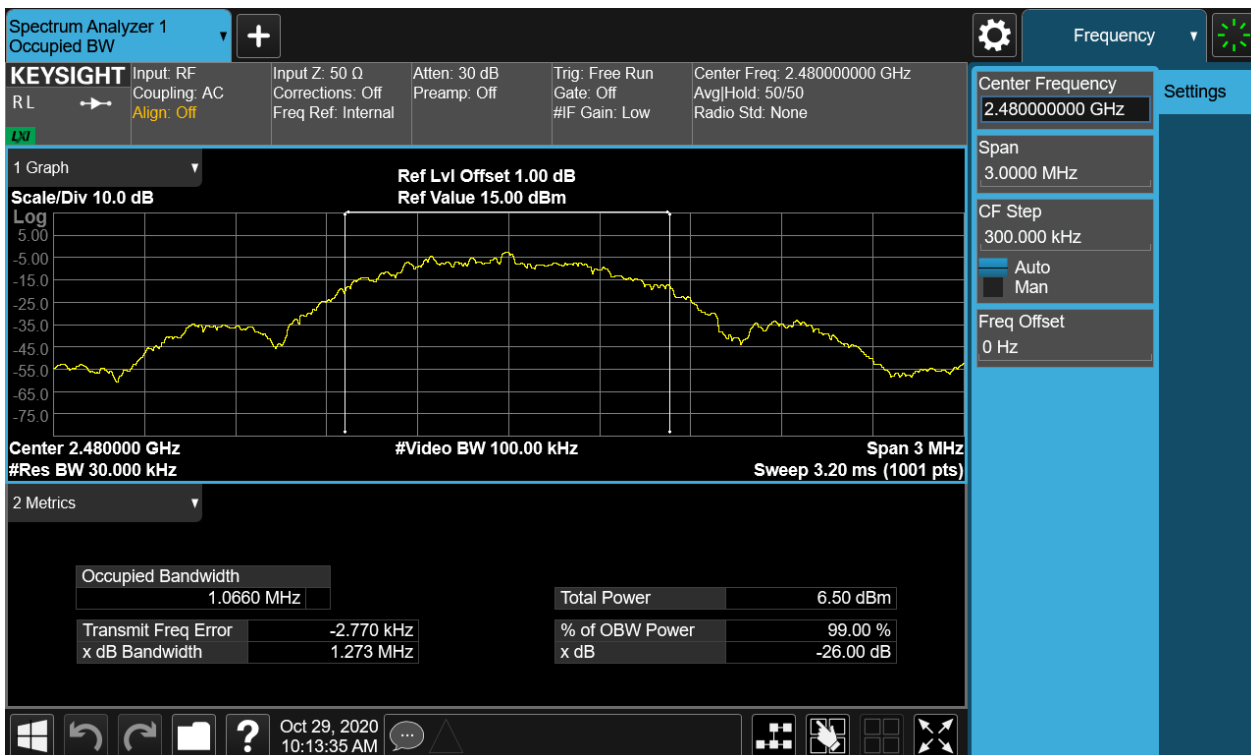 Spectrum Analyzer 1
Occupied BW
▼
+
Frequency
▼
KEYSIGHT
R L
LXI
Input: RF
Coupling: AC
Align: Off
Input Z: 50 Ω
Corrections: Off
Freq Ref: Internal
Atten: 30 dB
Preamp: Off
Trig: Free Run
Gate: Off
#IF Gain: Low
Center Freq: 2.480000000 GHz
Avg|Hold: 50/50
Radio Std: None
Center Frequency
2.480000000 GHz
Settings
Span
3.0000 MHz
CF Step
300.000 kHz
Auto
Man
Freq Offset
0 Hz
1 Graph
▼
Scale/Div 10.0 dB
Ref Lvl Offset 1.00 dB
Ref Value 15.00 dBm
Log
5.00
-5.00
-15.0
-25.0
-35.0
-45.0
-55.0
-65.0
-75.0
Center 2.480000 GHz
#Video BW 100.00 kHz
Span 3 MHz
#Res BW 30.000 kHz
Sweep 3.20 ms (1001 pts)
2 Metrics
▼
Occupied Bandwidth
1.0660 MHz
Total Power 6.50 dBm
Transmit Freq Error -2.770 kHz
% of OBW Power 99.00 %
x dB Bandwidth 1.273 MHz
x dB -26.00 dB
?
Oct 29, 2020
10:13:35 AM